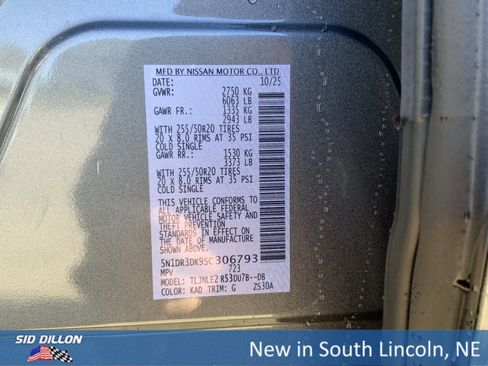 MFD BY NISSAN MOTOR CO., LTD.
DATE: 10/25
GVWR: 2750 KG
6063 LB
GAWR FR.: 1335 KG
2943 LB
WITH 255/50R20 TIRES
20 X 8.0 RIMS AT 35 PSI
COLD SINGLE
GAWR RR.: 1530 KG
3373 LB
WITH 255/50R20 TIRES
20 X 8.0 RIMS AT 35 PSI
COLD SINGLE
THIS VEHICLE CONFORMS TO
ALL APPLICABLE FEDERAL
MOTOR VEHICLE SAFETY AND
THEFT PREVENTION
STANDARDS IN EFFECT ON
THE DATE OF MANUFACTURE
SHOWN ABOVE.
5N1DR3DK9SC306793
MPV 723
MODEL: TLJNLE2 R53DU7B--DB
COLOR: KAD TRIM: G ZS30A
SID DILLON
New in South Lincoln, NE